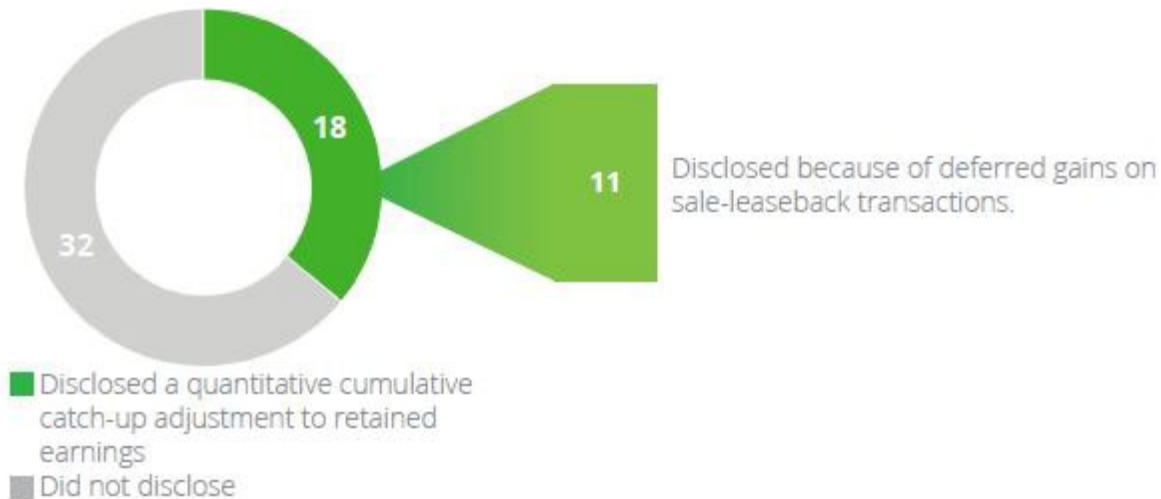 18
11
Disclosed because of deferred gains on
sale-leaseback transactions.
32
Disclosed a quantitative cumulative
catch-up adjustment to retained
earnings
Did not disclose